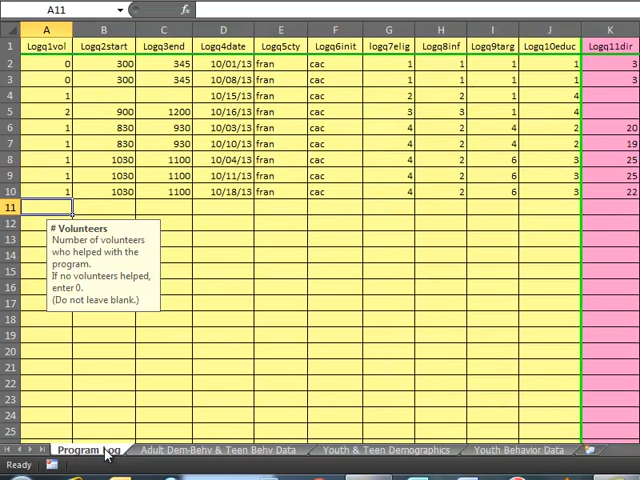 A11 fx
A B C D E F G H I J K
1 Logq1vol Logq2start Logq3end Logq4date Logq5cty Logq6init logq7elig Logq8inf Logq9targ Logq10educ Logq11dir
2 0 300 345 10/01/13 fran cac 1 1 1 1 3
3 0 300 345 10/08/13 fran cac 1 1 1 1 3
4 1 10/15/13 fran cac 2 2 1 4
5 2 900 1200 10/16/13 fran cac 3 3 1 4
6 1 830 930 10/03/13 fran cac 4 2 4 2 20
7 1 830 930 10/10/13 fran cac 4 2 4 2 19
8 1 1030 1100 10/04/13 fran cac 4 2 6 3 25
9 1 1030 1100 10/11/13 fran cac 4 2 6 3 25
10 1 1030 1100 10/18/13 fran cac 4 2 6 3 22
11
12
13
14
15
16
17
18
19
20
21
22
23
24
25
# Volunteers
Number of volunteers
who helped with the
program.
If no volunteers helped,
enter 0.
(Do not leave blank.)
Program Log Adult Dem-Behv & Teen Behv Data Youth & Teen Demographics Youth Behavior Data
Ready